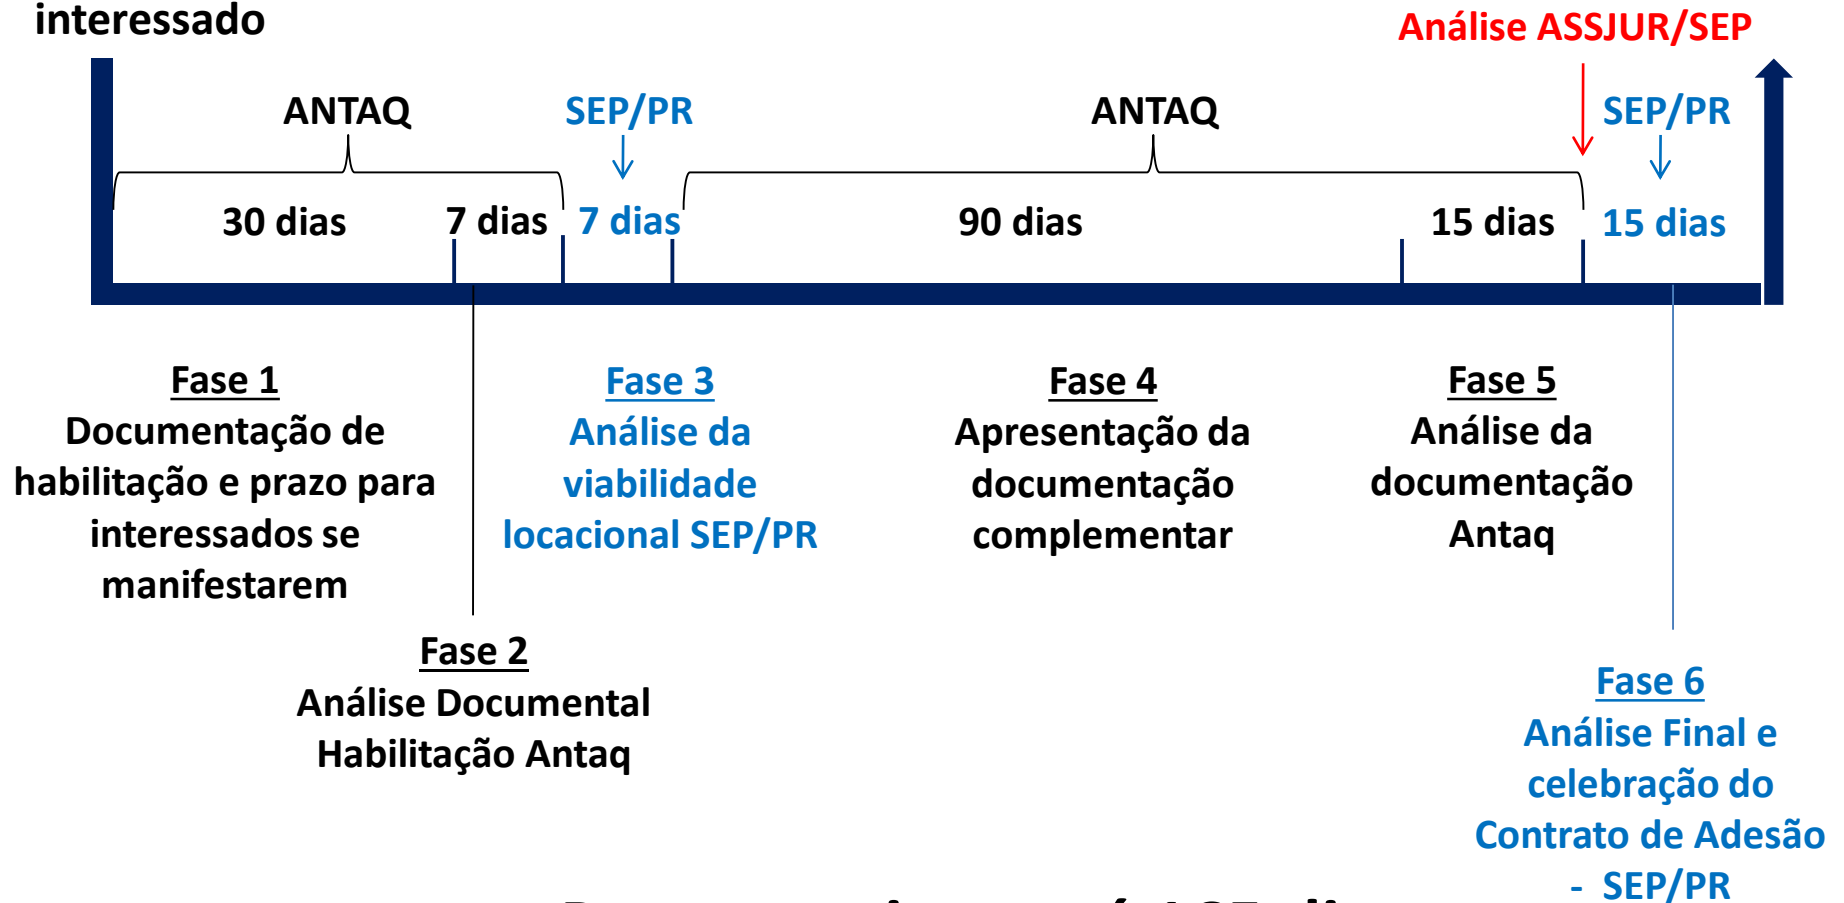 interessado
Análise ASSJUR/SEP
ANTAQ
SEP/PR
ANTAQ
SEP/PR
30 dias
7 dias
7 dias
90 dias
15 dias
15 dias
Fase 1
Documentação de
habilitação e prazo para
interessados se
manifestarem
Fase 2
Análise Documental
Habilitação Antaq
Fase 3
Análise da
viabilidade
locacional SEP/PR
Fase 4
Apresentação da
documentação
complementar
Fase 5
Análise da
documentação
Antaq
Fase 6
Análise Final e
celebração do
Contrato de Adesão
- SEP/PR